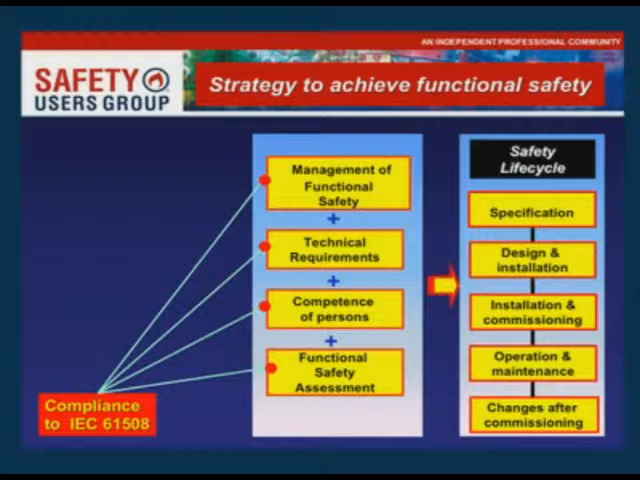 AN INDEPENDENT PROFESSIONAL COMMUNITY
SAFETY
USERS GROUP
Strategy to achieve functional safety
Management of
Functional
Safety
+
Technical
Requirements
+
Competence
of persons
+
Functional
Safety
Assessment
Compliance
to IEC 61508
Safety
Lifecycle
Specification
Design &
installation
Installation &
commissioning
Operation &
maintenance
Changes after
commissioning